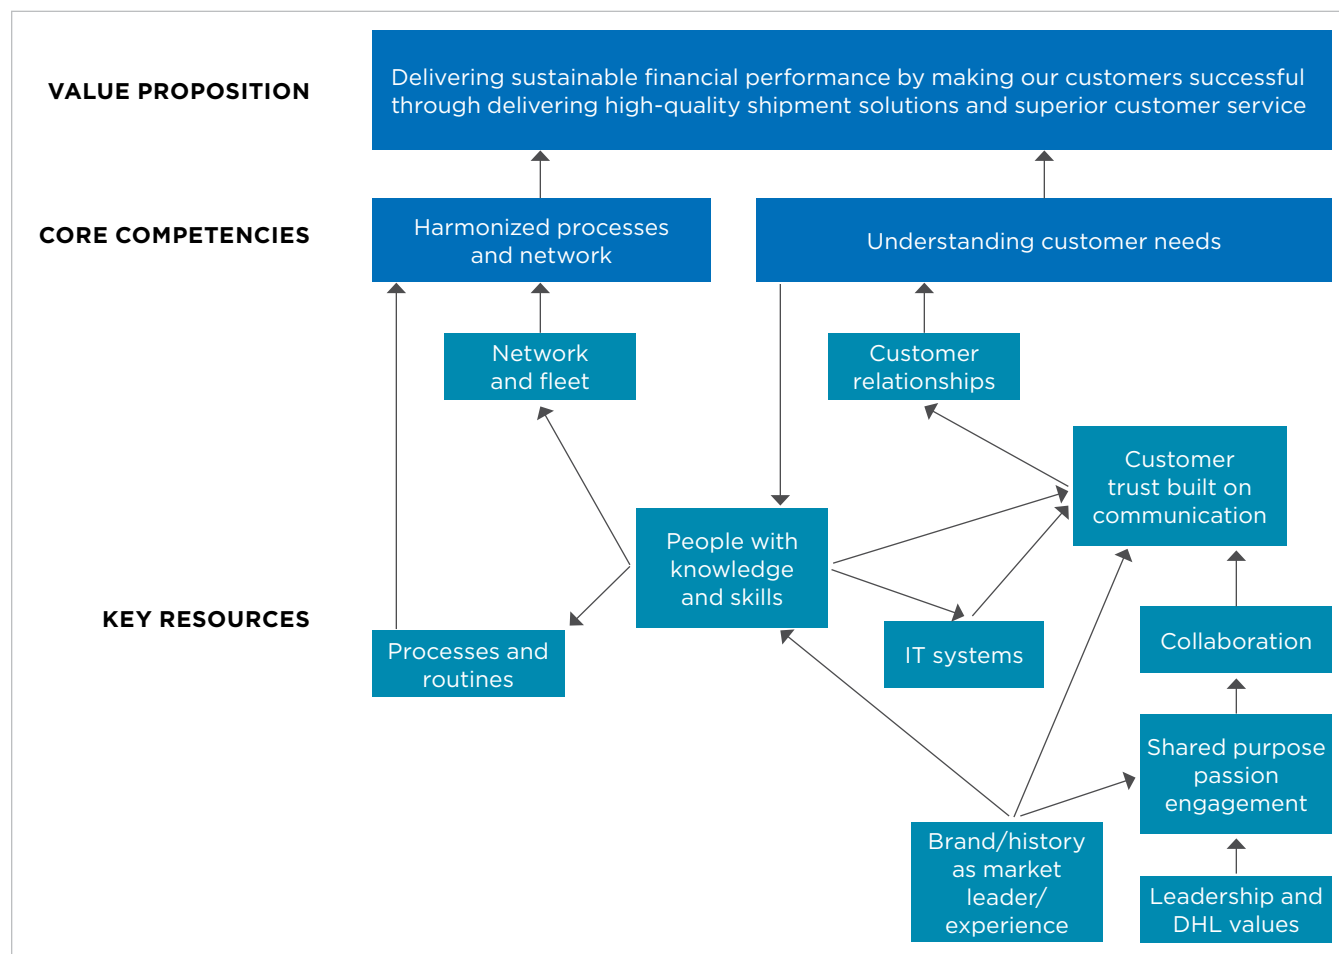 VALUE PROPOSITION
Delivering sustainable financial performance by making our customers successful
through delivering high-quality shipment solutions and superior customer service
CORE COMPETENCIES
Harmonized processes
and network
Understanding customer needs
Network
and fleet
Customer
relationships
Customer
trust built on
communication
People with
knowledge
and skills
KEY RESOURCES
Processes and
routines
IT systems
Collaboration
Shared purpose
passion
engagement
Brand/history
as market
leader/
experience
Leadership and
DHL values